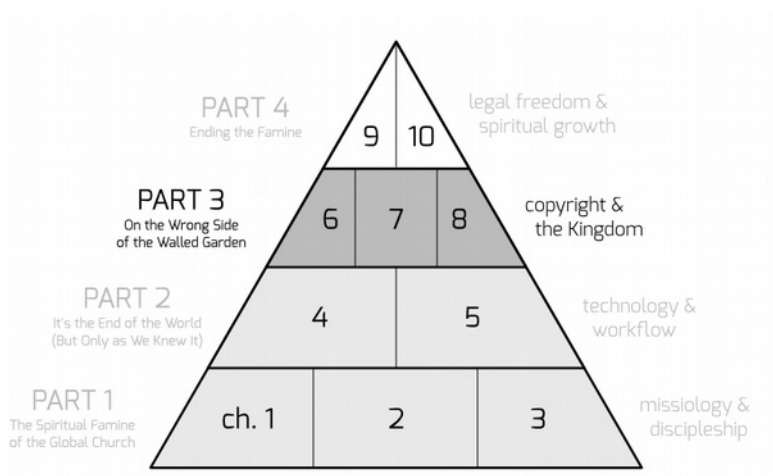 PART 4
Ending the Famine
9 10
legal freedom &
spiritual growth
PART 3
On the Wrong Side
of the Walled Garden
6 7 8
copyright &
the Kingdom
PART 2
It's the End of the World
(But Only as We Knew It)
4 5
technology &
workflow
PART 1
The Spiritual Famine
of the Global Church
ch. 1 2 3
missiology &
discipleship